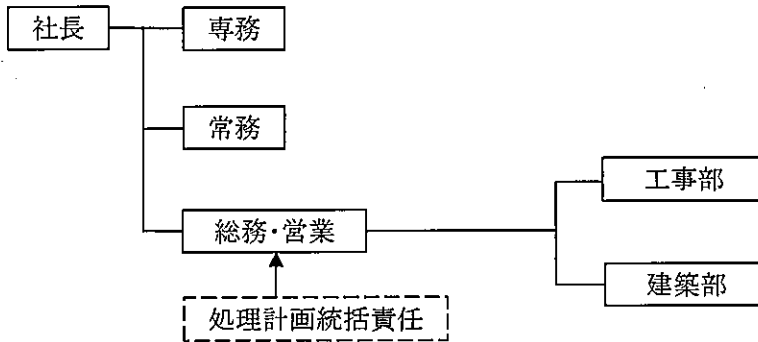 社長
専務
常務
工事部
総務・営業
建築部
処理計画統括責任